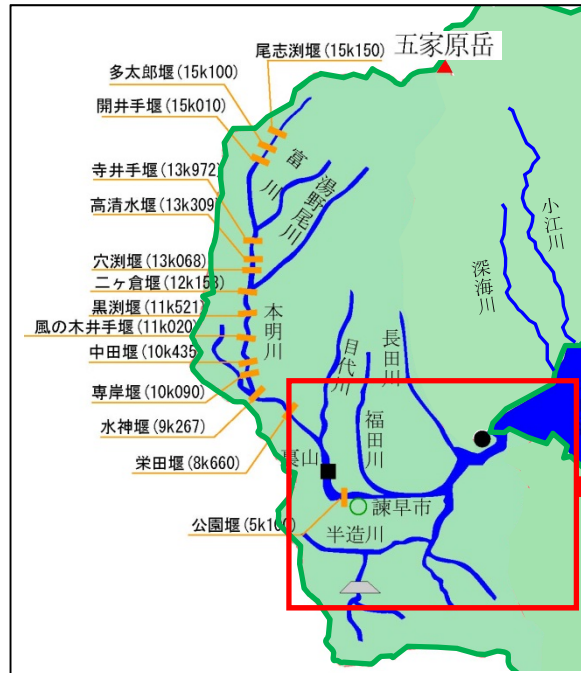 五家原岳
尾志渕堰(15k150)
多太郎堰(15k100)
開井手堰(15k010)
寺井手堰(13k972)
高清水堰(13k309)
穴渕堰(13k068)
二ヶ倉堰(12k158)
黒渕堰(11k521)
風の木井手堰(11k020)
中田堰(10k435)
専岸堰(10k090)
水神堰(9k267)
栄田堰(8k660)
公園堰(5k100)
富川
湯野尾川
本明川
小江川
深海川
長田川
目代川
福田川
裏山
諫早市
半造川